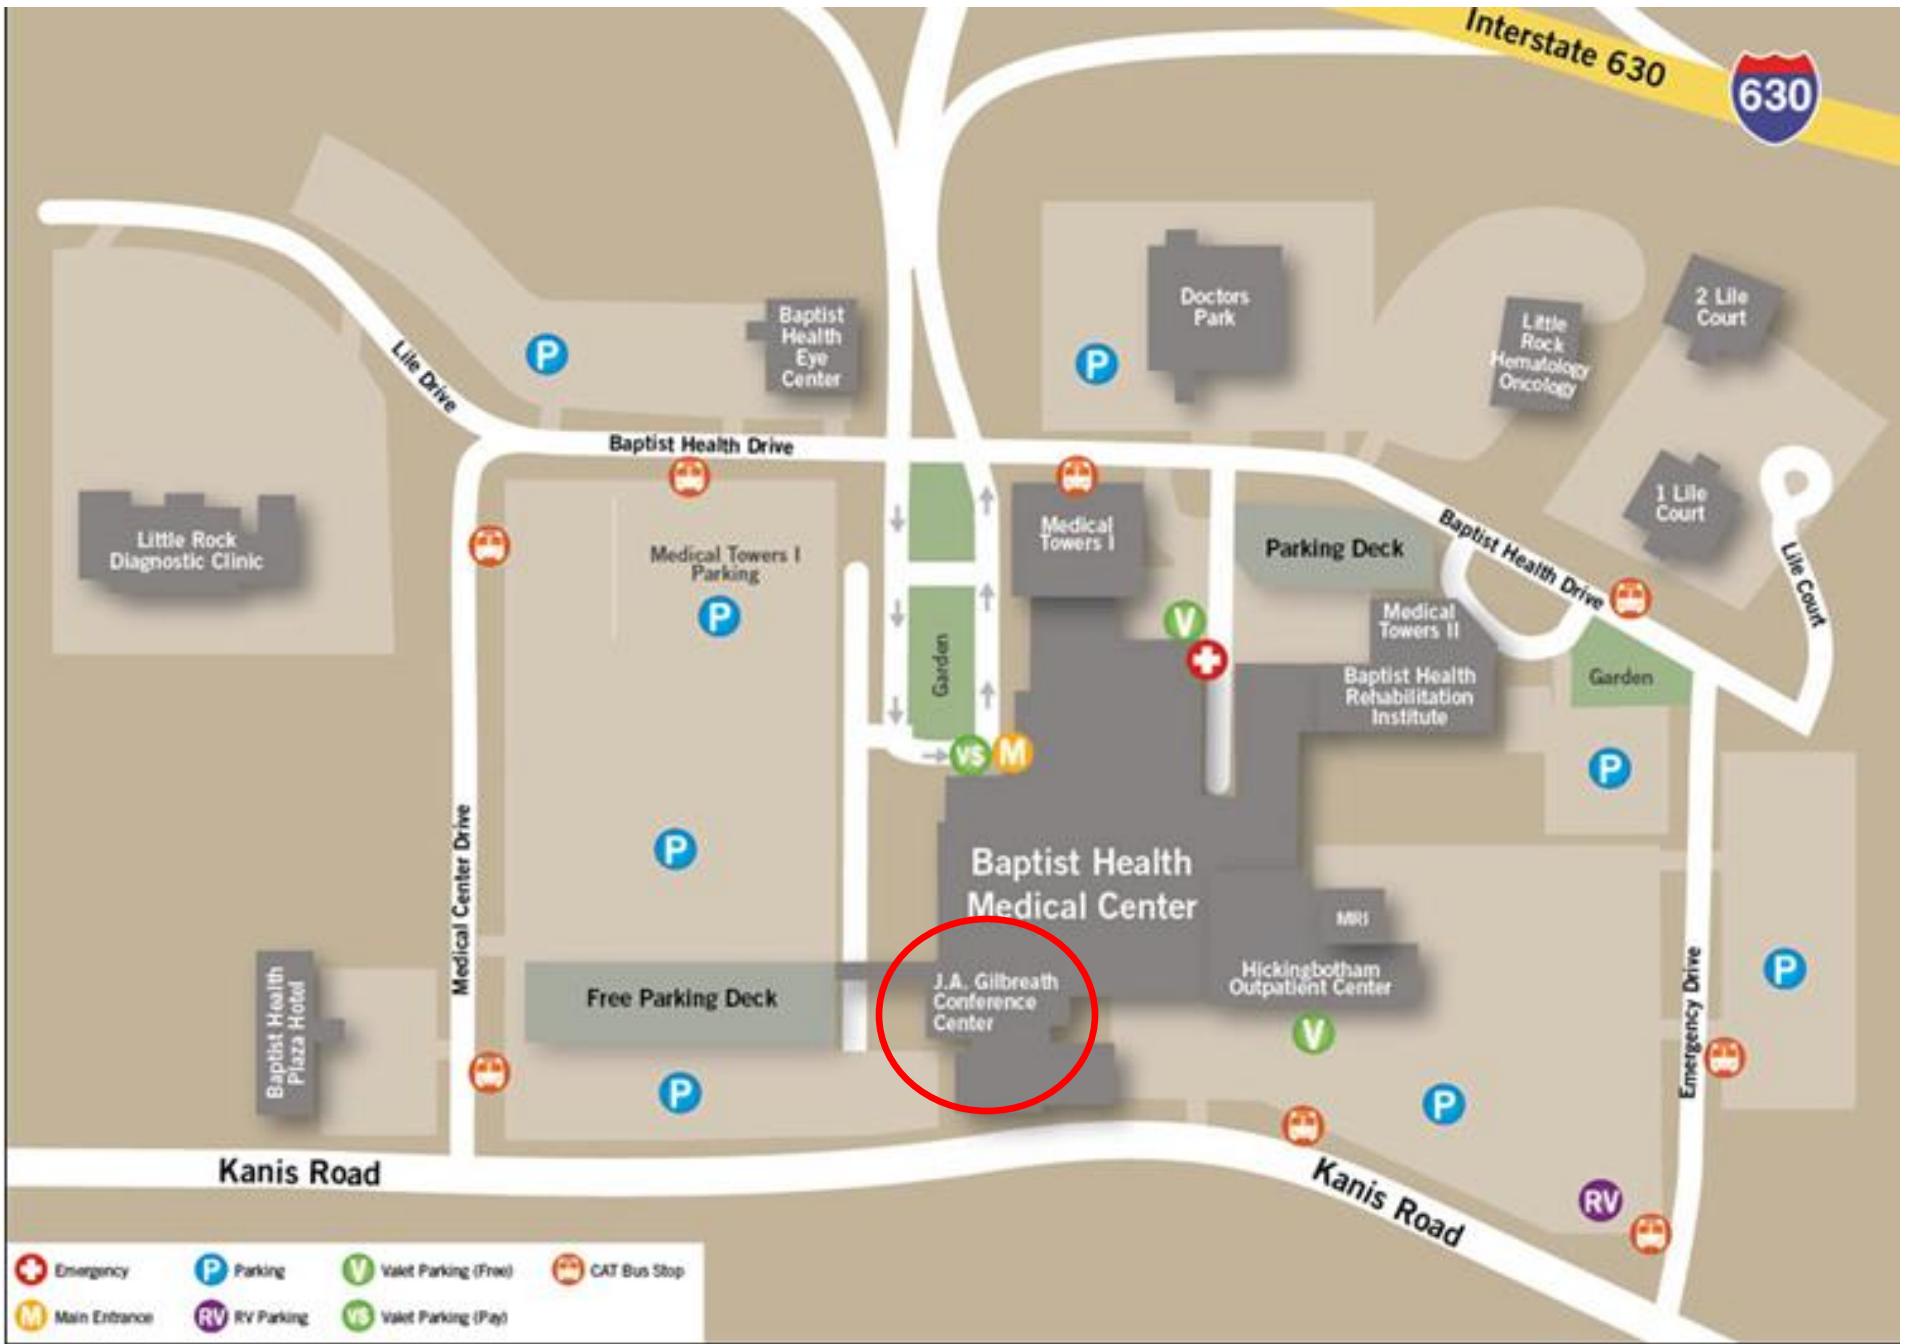 Interstate 630
630
Baptist
Health
Eye
Center
Doctors
Park
Little
Rock
Hematology
Oncology
2 Lile
Court
P
P
Lile Drive
Baptist Health Drive
1 Lile
Court
Little Rock
Diagnostic Clinic
Medical Towers I
Parking
P
Medical
Towers I
Parking Deck
Baptist Health Drive
Lile Court
V
Medical
Towers II
Garden
Baptist Health
Rehabilitation
Institute
Garden
V$
M
P
Medical Center Drive
P
Baptist Health
Medical Center
MRI
Baptist Health
Plaza Hotel
Free Parking Deck
J.A. Gilbreath
Conference
Center
Hickingbotham
Outpatient Center
Emergency Drive
P
V
P
P
Kanis Road
Kanis Road
RV
Emergency
P Parking
V Valet Parking (Free)
CAT Bus Stop
M Main Entrance
RV RV Parking
V$ Valet Parking (Pay)